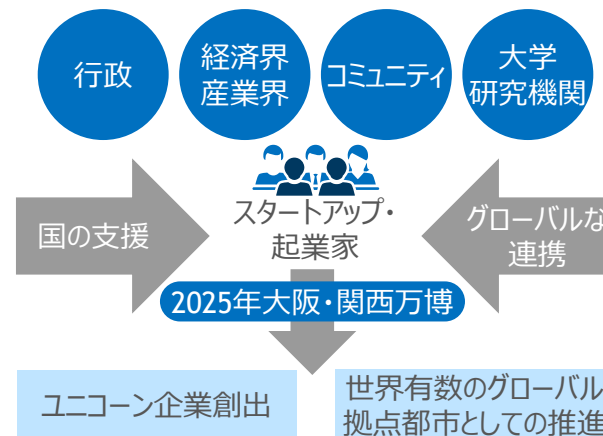 行政
経済界
産業界
コミュニティ
大学
研究機関
国の支援
スタートアップ・
起業家
グローバルな
連携
2025年大阪・関西万博
ユニコーン企業創出
世界有数のグローバル
拠点都市としての推進